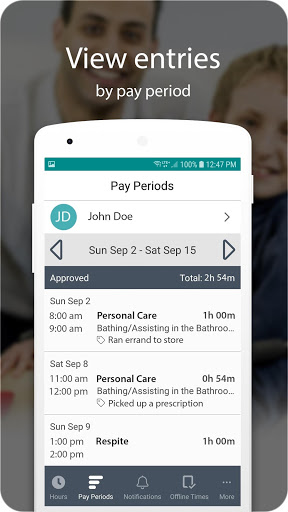 View entries
by pay period
100% 12:47 PM
Pay Periods
JD John Doe
Sun Sep 2 - Sat Sep 15
Approved Total: 2h 54m
Sun Sep 2
8:00 am Personal Care 1h 00m
9:00 am Bathing/Assisting in the Bathroo...
Ran errand to store
Sat Sep 8
11:00 am Personal Care 0h 54m
12:00 pm Bathing/Assisting in the Bathroo...
Picked up a prescription
Sun Sep 9
1:00 pm Respite 1h 00m
2:00 pm
Hours Pay Periods Notifications Offline Times More